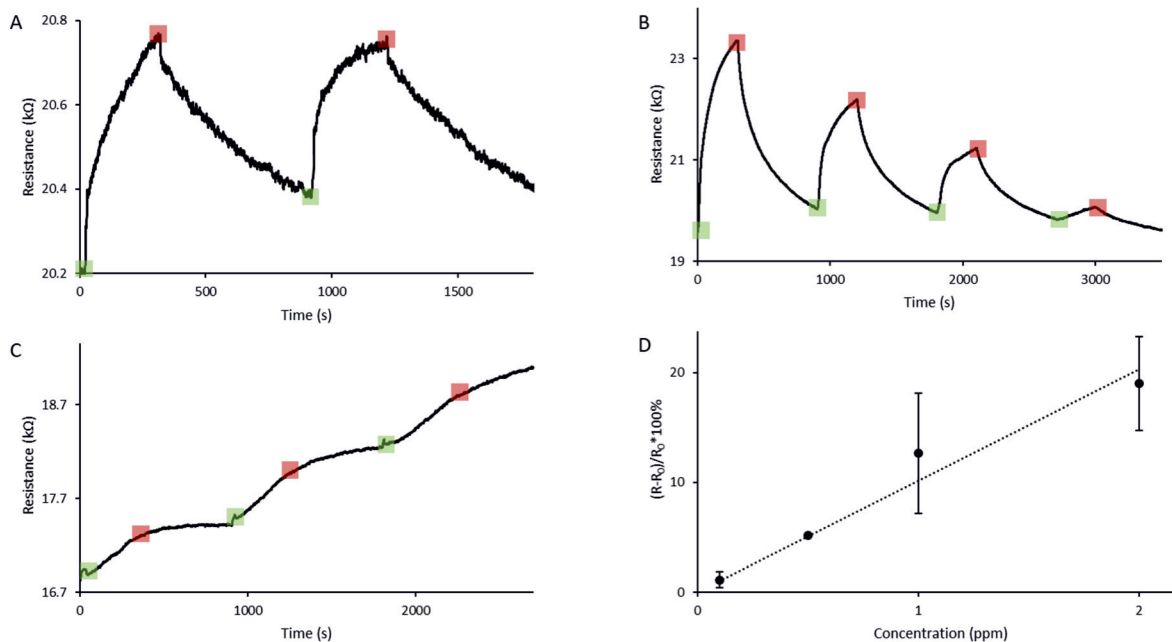 A
20.8
20.6
20.4
20.2
Resistance (kΩ)
0
500
1000
1500
Time (s)
B
23
21
19
Resistance (kΩ)
0
1000
2000
3000
Time (s)
C
18.7
17.7
16.7
Resistance (kΩ)
0
1000
2000
Time (s)
D
20
10
0
(R-R₀)/R₀*100%
0
1
2
Concentration (ppm)